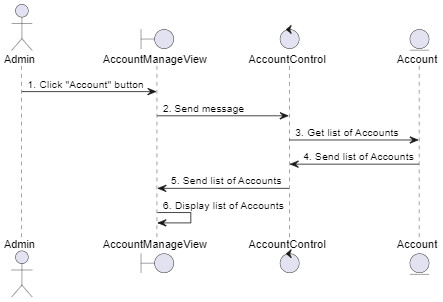 Admin AccountManageView AccountControl Account
1. Click "Account" button
2. Send message
3. Get list of Accounts
4. Send list of Accounts
5. Send list of Accounts
6. Display list of Accounts
Admin AccountManageView AccountControl Account